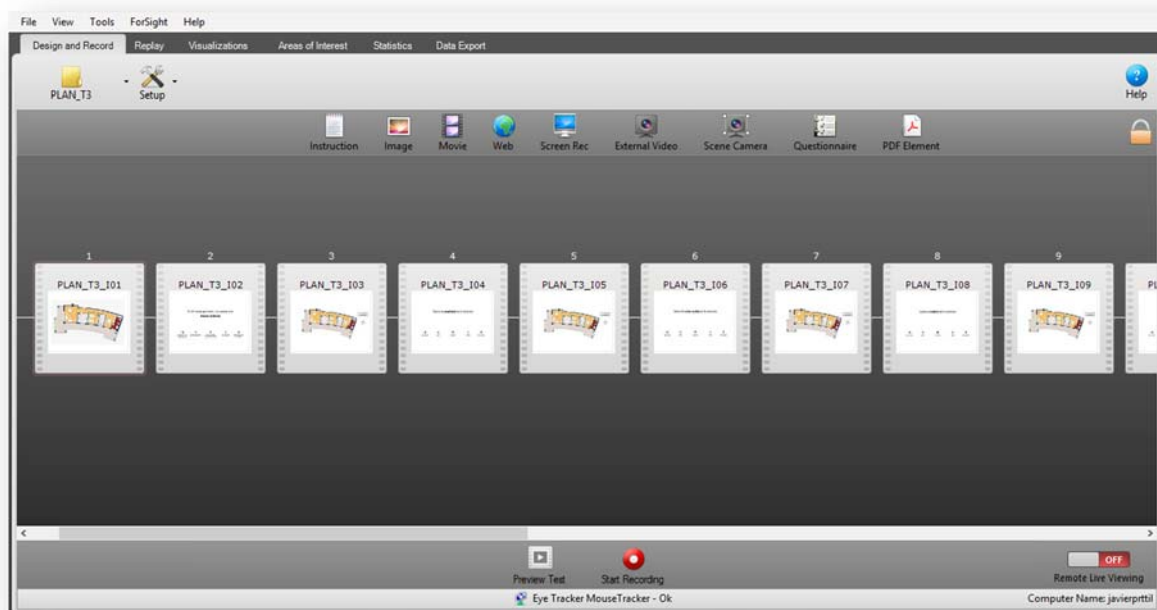 File View Tools ForSight Help
Design and Record Replay Visualizations Areas of Interest Statistics Data Export
PLAN_T3 Setup Help
Instruction Image Movie Web Screen Rec External Video Scene Camera Questionnaire PDF Element
1 2 3 4 5 6 7 8 9
PLAN_T3_I01 PLAN_T3_I02 PLAN_T3_I03 PLAN_T3_I04 PLAN_T3_I05 PLAN_T3_I06 PLAN_T3_I07 PLAN_T3_I08 PLAN_T3_I09
Preview Test Start Recording OFF
Remote Live Viewing
Eye Tracker MouseTracker - Ok Computer Name: javierprttil